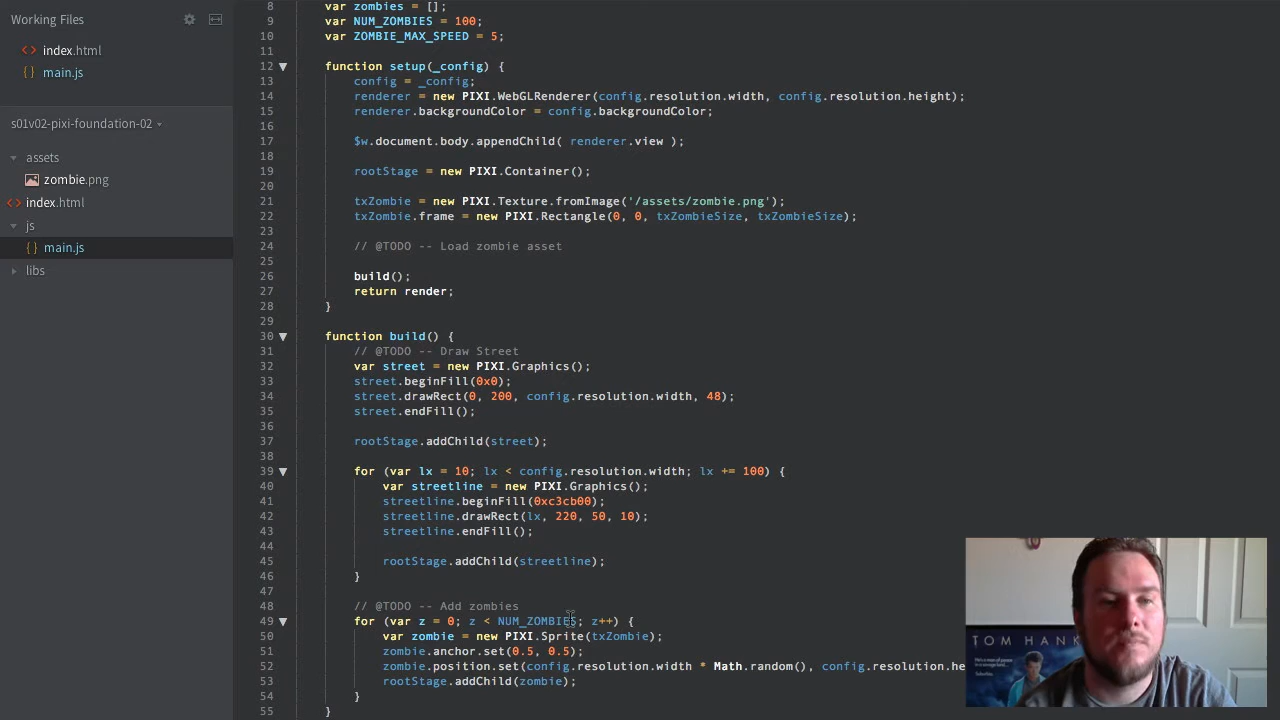 Working Files
index.html
main.js
s01v02-pixi-foundation-02
assets
zombie.png
index.html
js
main.js
libs
8 var zombies = [];
9 var NUM_ZOMBIES = 100;
10 var ZOMBIE_MAX_SPEED = 5;
11
12 function setup(_config) {
13 config = _config;
14 renderer = new PIXI.WebGLRenderer(config.resolution.width, config.resolution.height);
15 renderer.backgroundColor = config.backgroundColor;
16
17 $w.document.body.appendChild( renderer.view );
18
19 rootStage = new PIXI.Container();
20
21 txZombie = new PIXI.Texture.fromImage('/assets/zombie.png');
22 txZombie.frame = new PIXI.Rectangle(0, 0, txZombieSize, txZombieSize);
23
24 // @TODO -- Load zombie asset
25
26 build();
27 return render;
28 }
29
30 function build() {
31 // @TODO -- Draw Street
32 var street = new PIXI.Graphics();
33 street.beginFill(0x0);
34 street.drawRect(0, 200, config.resolution.width, 48);
35 street.endFill();
36
37 rootStage.addChild(street);
38
39 for (var lx = 10; lx < config.resolution.width; lx += 100) {
40 var streetline = new PIXI.Graphics();
41 streetline.beginFill(0xc3cb00);
42 streetline.drawRect(lx, 220, 50, 10);
43 streetline.endFill();
44
45 rootStage.addChild(streetline);
46 }
47
48 // @TODO -- Add zombies
49 for (var z = 0; z < NUM_ZOMBIES; z++) {
50 var zombie = new PIXI.Sprite(txZombie);
51 zombie.anchor.set(0.5, 0.5);
52 zombie.position.set(config.resolution.width * Math.random(), config.resolution.he
53 rootStage.addChild(zombie);
54 }
55 }
TOM HANK